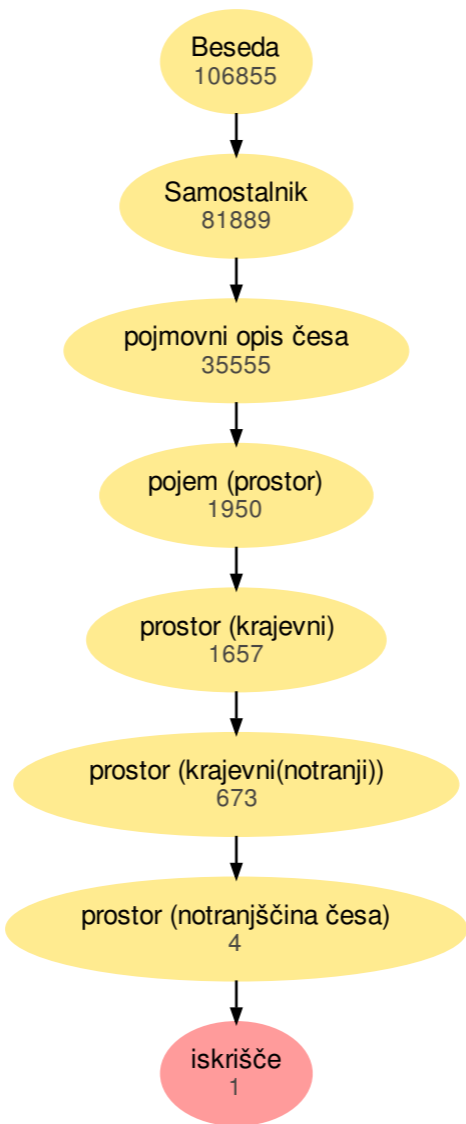 Beseda
106855
Samostalnik
81889
pojmovni opis česa
35555
pojem (prostor)
1950
prostor (krajevni)
1657
prostor (krajevni(notranji))
673
prostor (notranjščina česa)
4
iskrišče
1